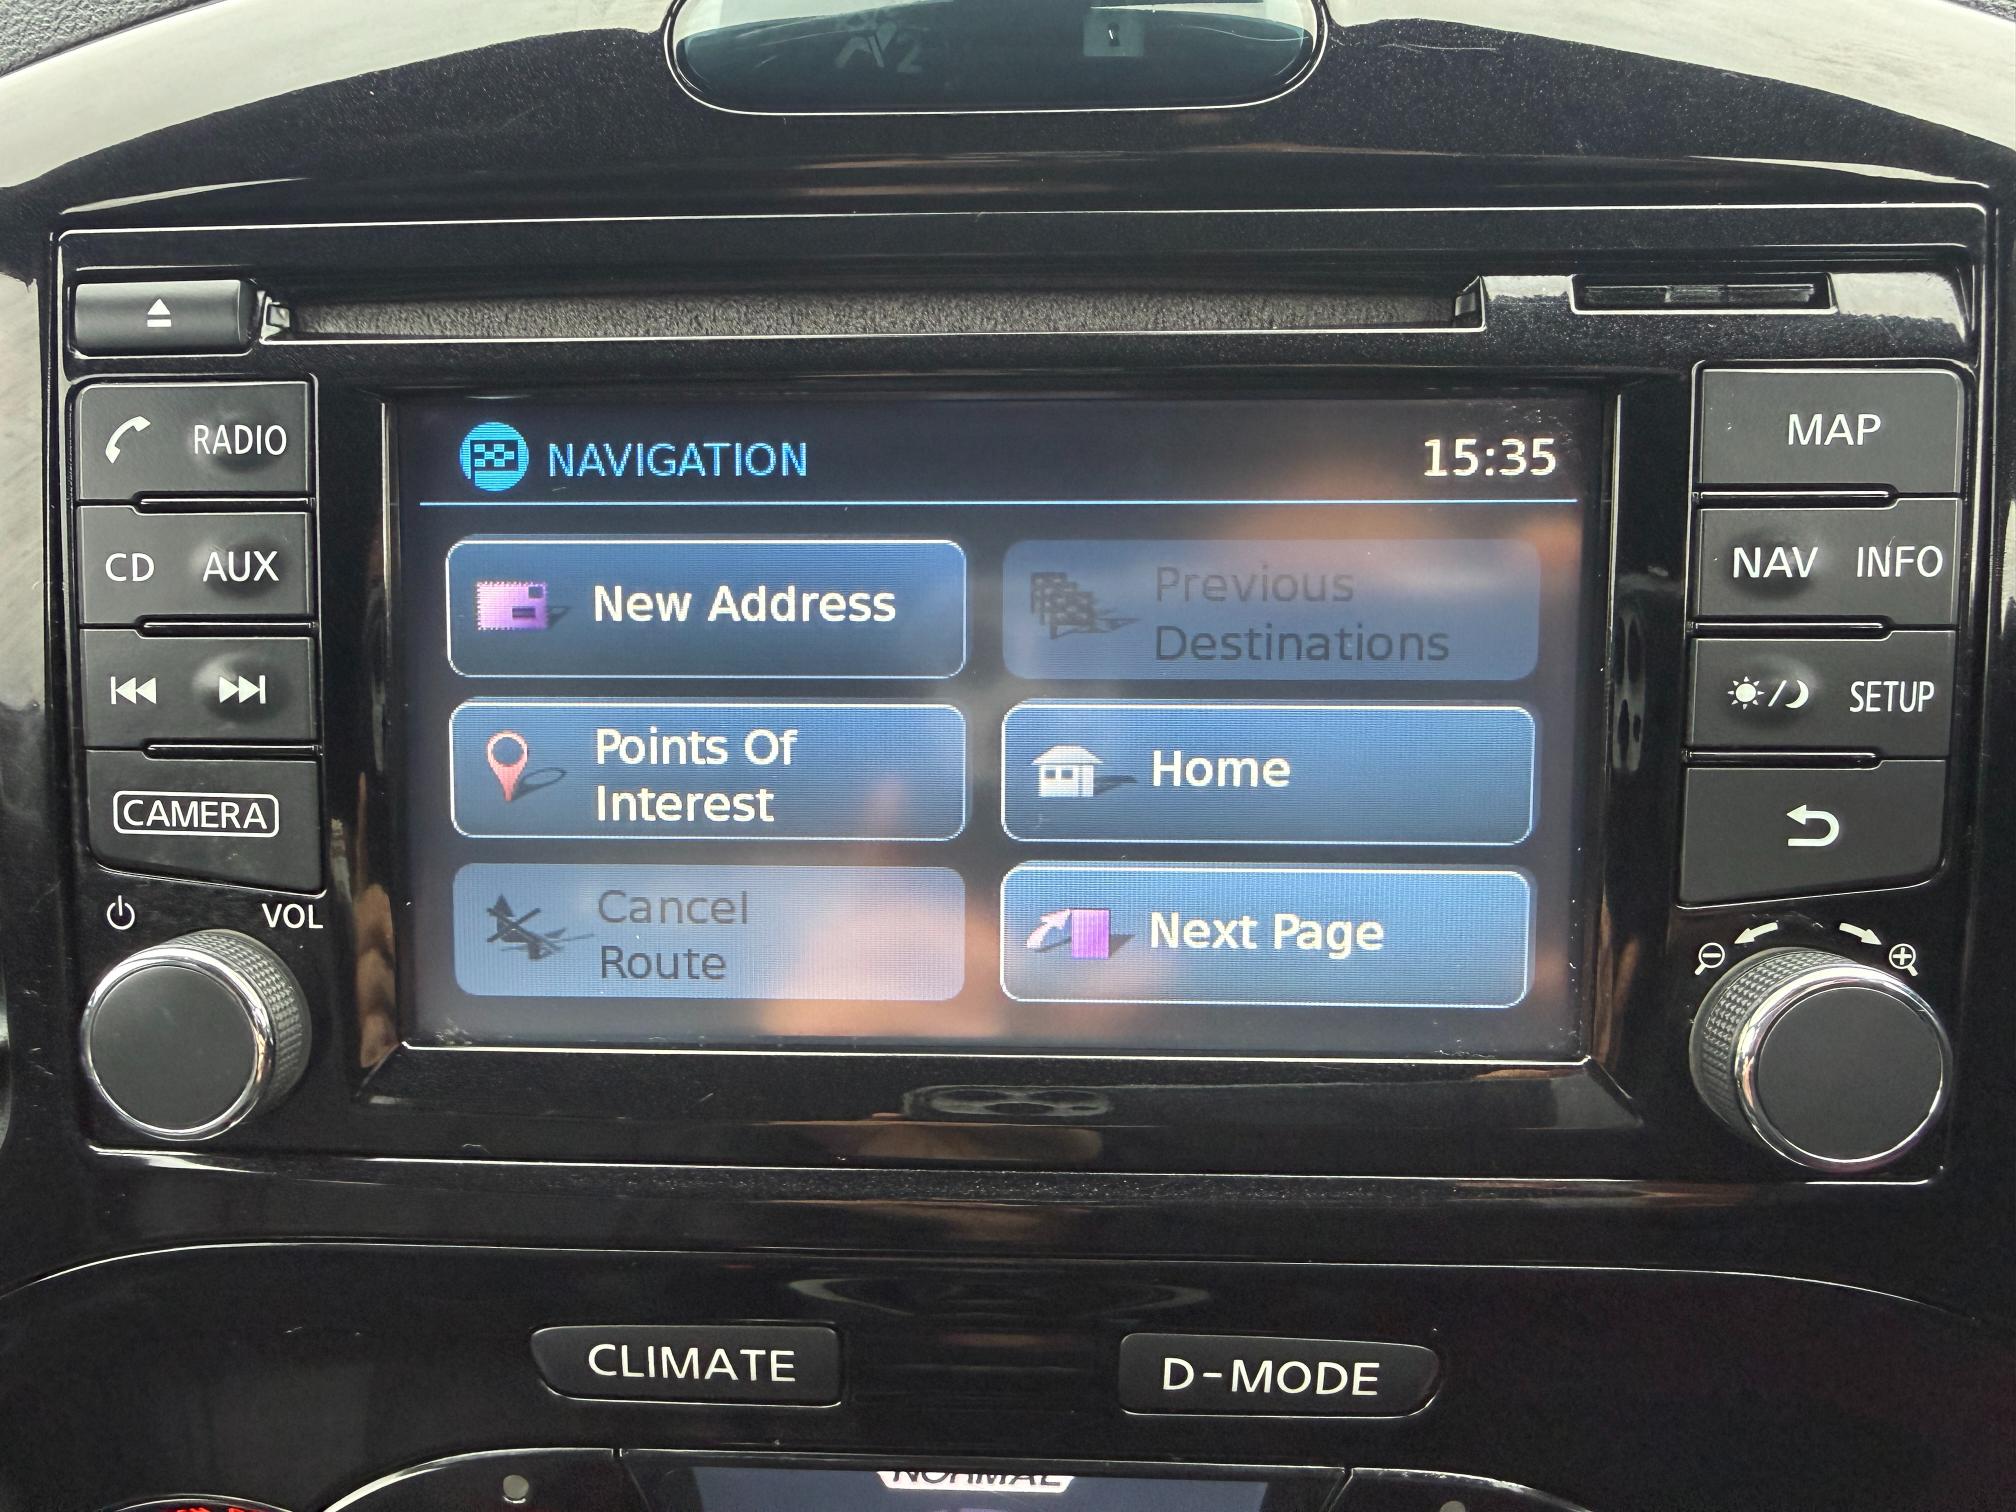 RADIO
CD AUX
CAMERA
VOL
NAVIGATION
15:35
New Address
Previous
Destinations
Points Of
Interest
Home
Cancel
Route
Next Page
MAP
NAV INFO
SETUP
CLIMATE
D-MODE
NORMAL